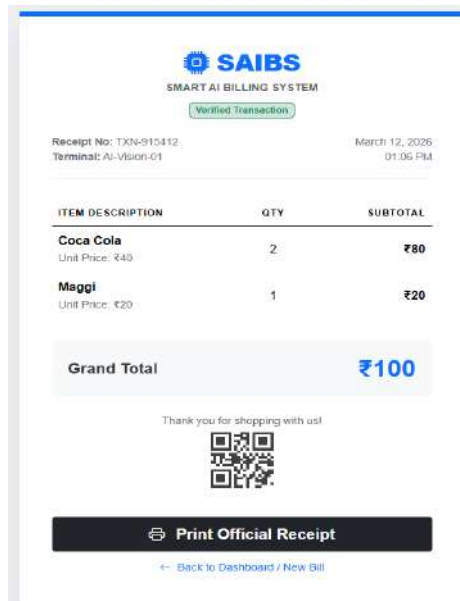 SAIBS
SMART AI BILLING SYSTEM
Verified Transaction
Receipt No: TXN-915412 March 12, 2026
Terminal: AI-Vision-01 01:06 PM
ITEM DESCRIPTION QTY SUBTOTAL
Coca Cola 2 ₹80
Unit Price: ₹40
Maggi 1 ₹20
Unit Price: ₹20
Grand Total ₹100
Thank you for shopping with us!
Print Official Receipt
← Back to Dashboard / New Bill